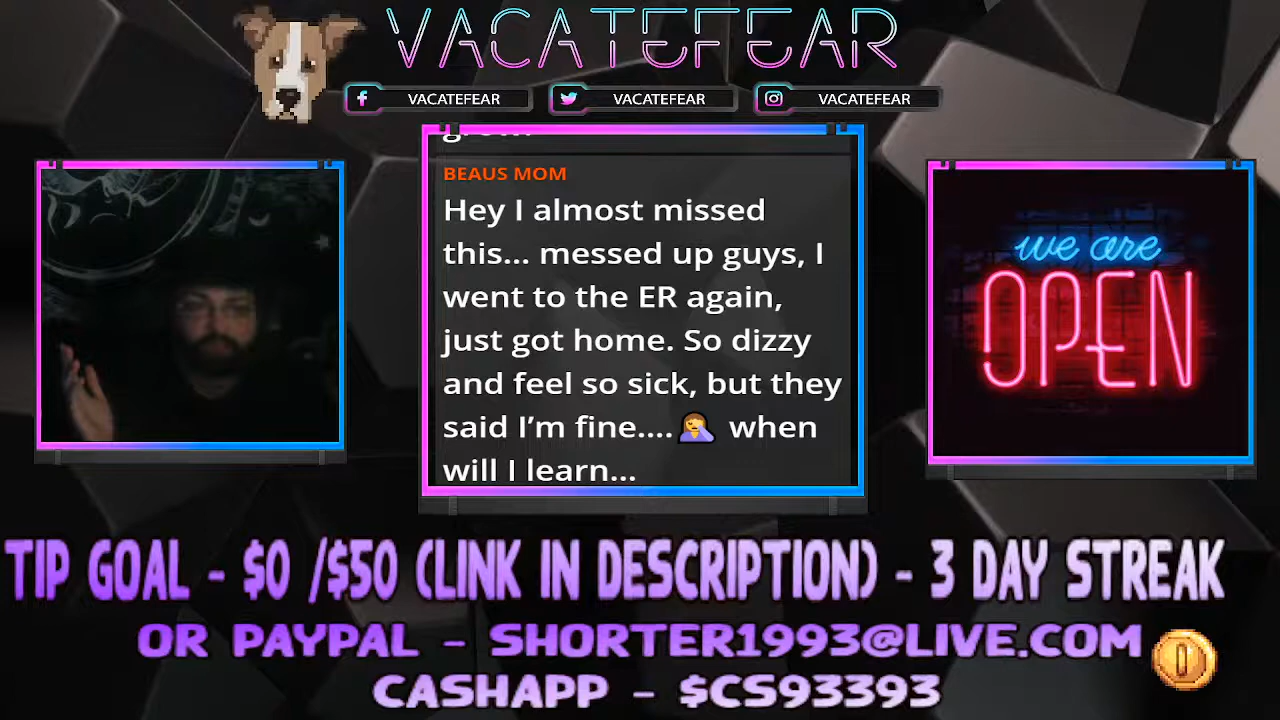 VACATEFEAR
VACATEFEAR VACATEFEAR VACATEFEAR
BEAUS MOM
Hey I almost missed
this... messed up guys, I
went to the ER again,
just got home. So dizzy
and feel so sick, but they
said I’m fine....🤦 when
will I learn...
we are
OPEN
TIP GOAL - $0 /$50 (LINK IN DESCRIPTION) - 3 DAY STREAK
OR PAYPAL - SHORTER1993@LIVE.COM
CASHAPP - $CS93393